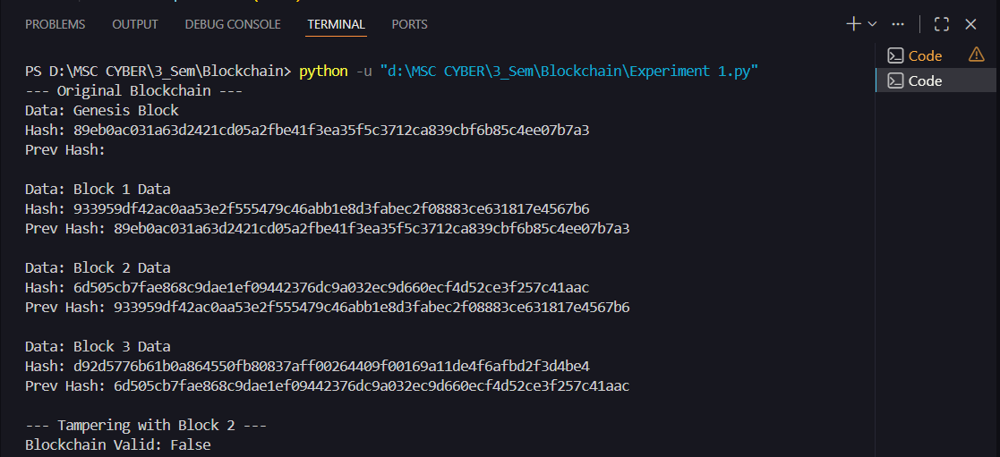 PROBLEMS OUTPUT DEBUG CONSOLE TERMINAL PORTS
PS D:\MSC CYBER\3_Sem\Blockchain> python -u "d:\MSC CYBER\3_Sem\Blockchain\Experiment 1.py"
Code
Code
--- Original Blockchain ---
Data: Genesis Block
Hash: 89eb0ac031a63d2421cd05a2fbe41f3ea35f5c3712ca839cbf6b85c4ee07b7a3
Prev Hash:
Data: Block 1 Data
Hash: 933959df42ac0aa53e2f555479c46abb1e8d3fabec2f08883ce631817e4567b6
Prev Hash: 89eb0ac031a63d2421cd05a2fbe41f3ea35f5c3712ca839cbf6b85c4ee07b7a3
Data: Block 2 Data
Hash: 6d505cb7fae868c9dae1ef09442376dc9a032ec9d660ecf4d52ce3f257c41aac
Prev Hash: 933959df42ac0aa53e2f555479c46abb1e8d3fabec2f08883ce631817e4567b6
Data: Block 3 Data
Hash: d92d5776b61b0a864550fb80837aff00264409f00169a11de4f6afbd2f3d4be4
Prev Hash: 6d505cb7fae868c9dae1ef09442376dc9a032ec9d660ecf4d52ce3f257c41aac
--- Tampering with Block 2 ---
Blockchain Valid: False